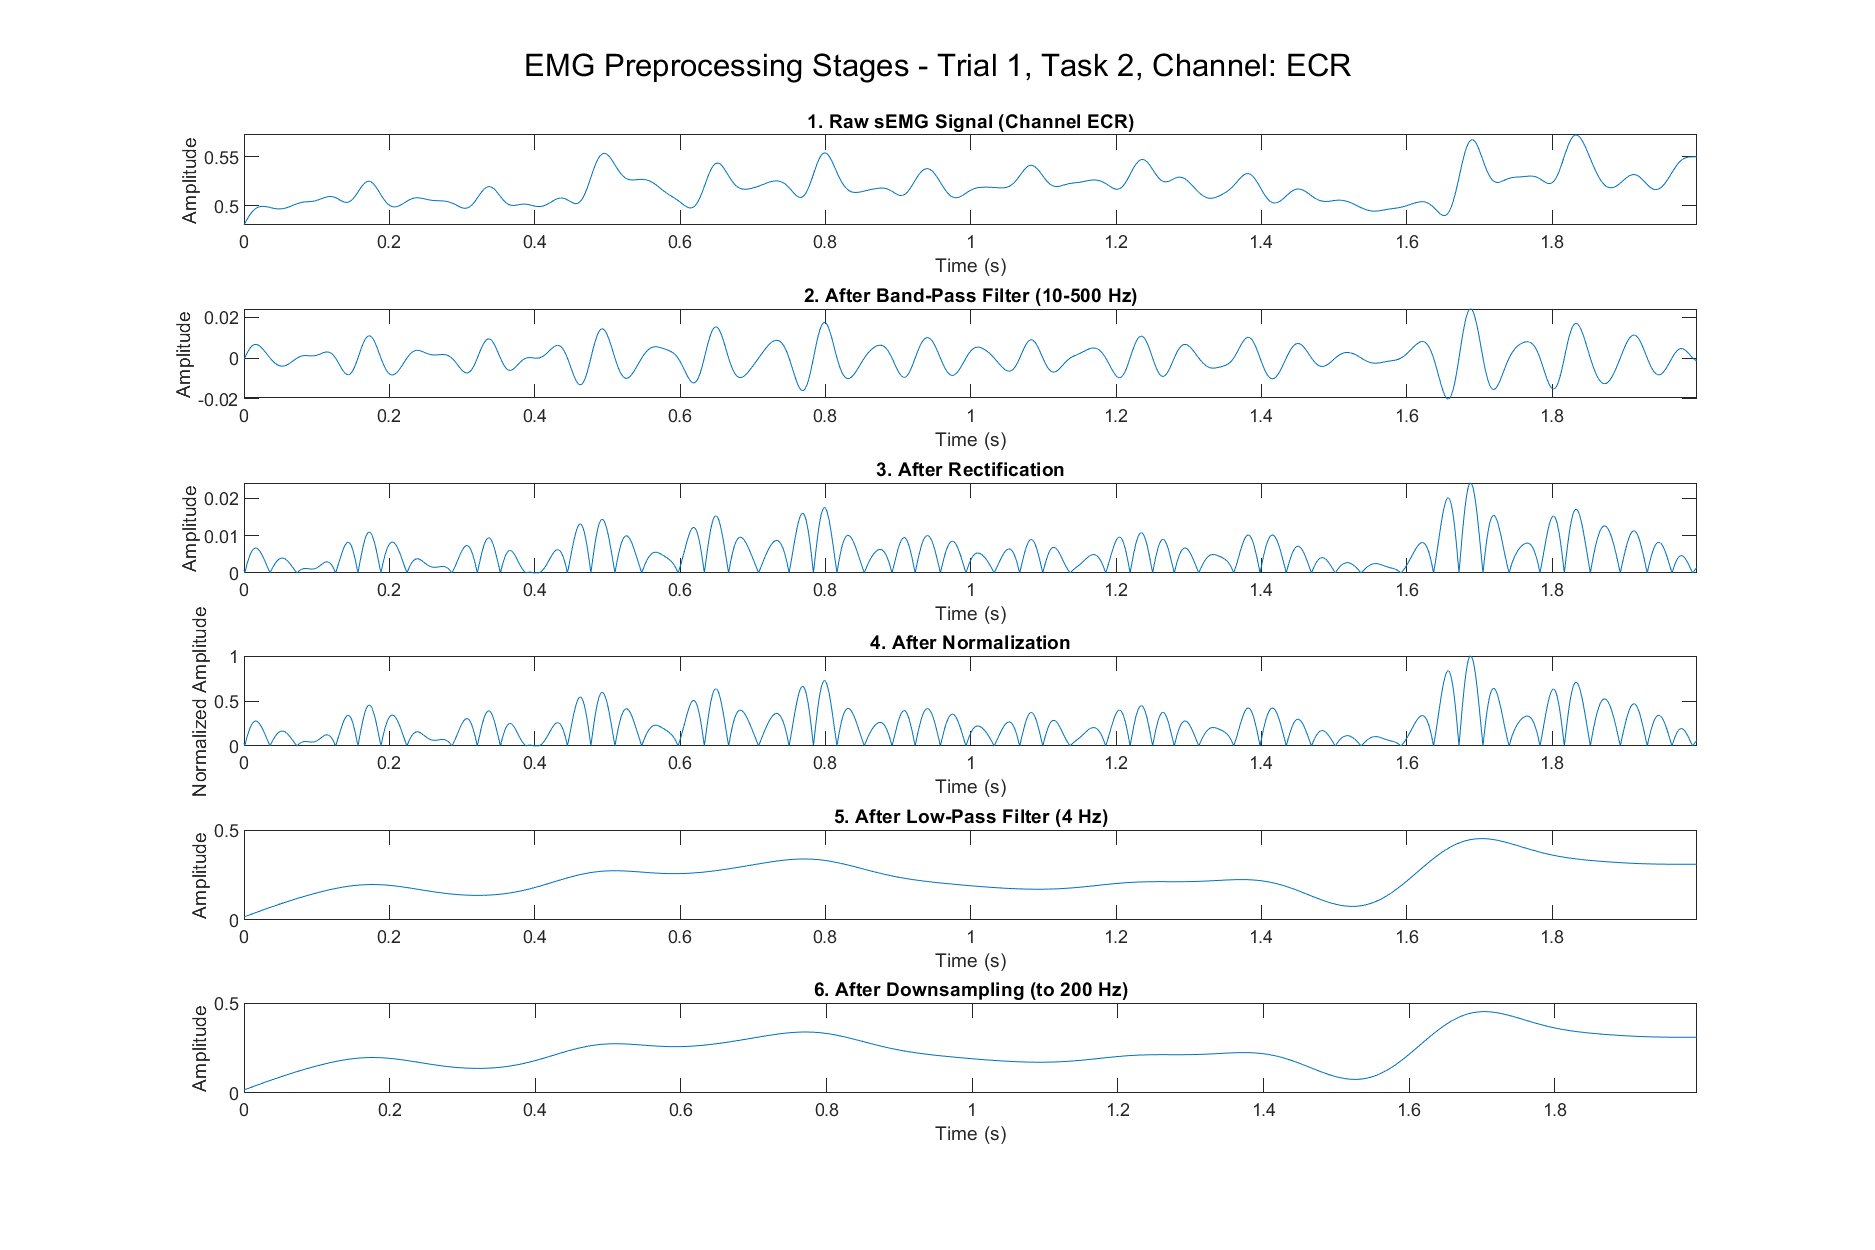 EMG Preprocessing Stages - Trial 1, Task 2, Channel: ECR
1. Raw sEMG Signal (Channel ECR)
Amplitude
0.55
0.5
0 0.2 0.4 0.6 0.8 1 1.2 1.4 1.6 1.8
Time (s)
2. After Band-Pass Filter (10-500 Hz)
Amplitude
0.02
0
-0.02
0 0.2 0.4 0.6 0.8 1 1.2 1.4 1.6 1.8
Time (s)
3. After Rectification
Amplitude
0.02
0.01
0
0 0.2 0.4 0.6 0.8 1 1.2 1.4 1.6 1.8
Time (s)
4. After Normalization
Normalized Amplitude
1
0.5
0
0 0.2 0.4 0.6 0.8 1 1.2 1.4 1.6 1.8
Time (s)
5. After Low-Pass Filter (4 Hz)
Amplitude
0.5
0
0 0.2 0.4 0.6 0.8 1 1.2 1.4 1.6 1.8
Time (s)
6. After Downsampling (to 200 Hz)
Amplitude
0.5
0
0 0.2 0.4 0.6 0.8 1 1.2 1.4 1.6 1.8
Time (s)